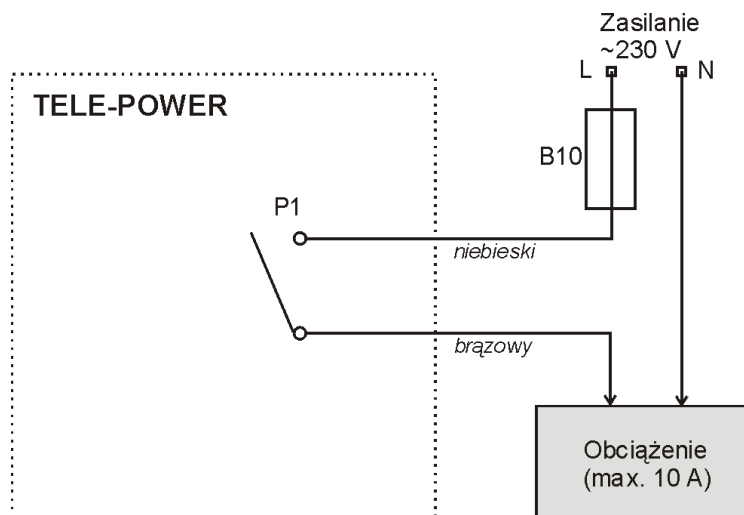 Zasilanie
~230 V
L N
TELE-POWER
B10
P1
niebieski
brązowy
Obciążenie
(max. 10 A)